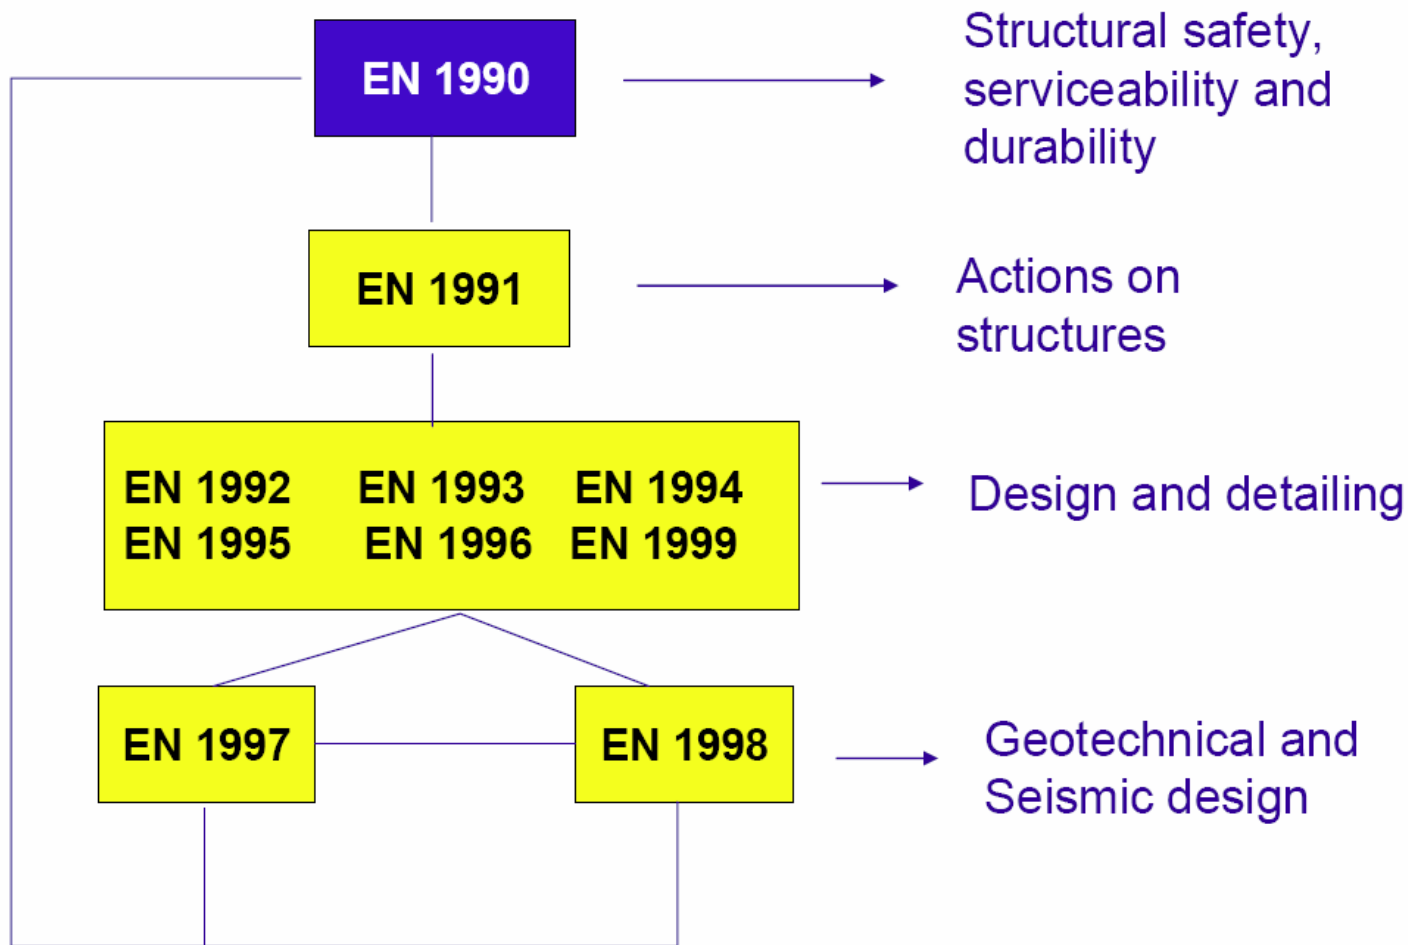 EN 1990
Structural safety,
serviceability and
durability
EN 1991
Actions on
structures
EN 1992 EN 1993 EN 1994
EN 1995 EN 1996 EN 1999
Design and detailing
EN 1997
EN 1998
Geotechnical and
Seismic design